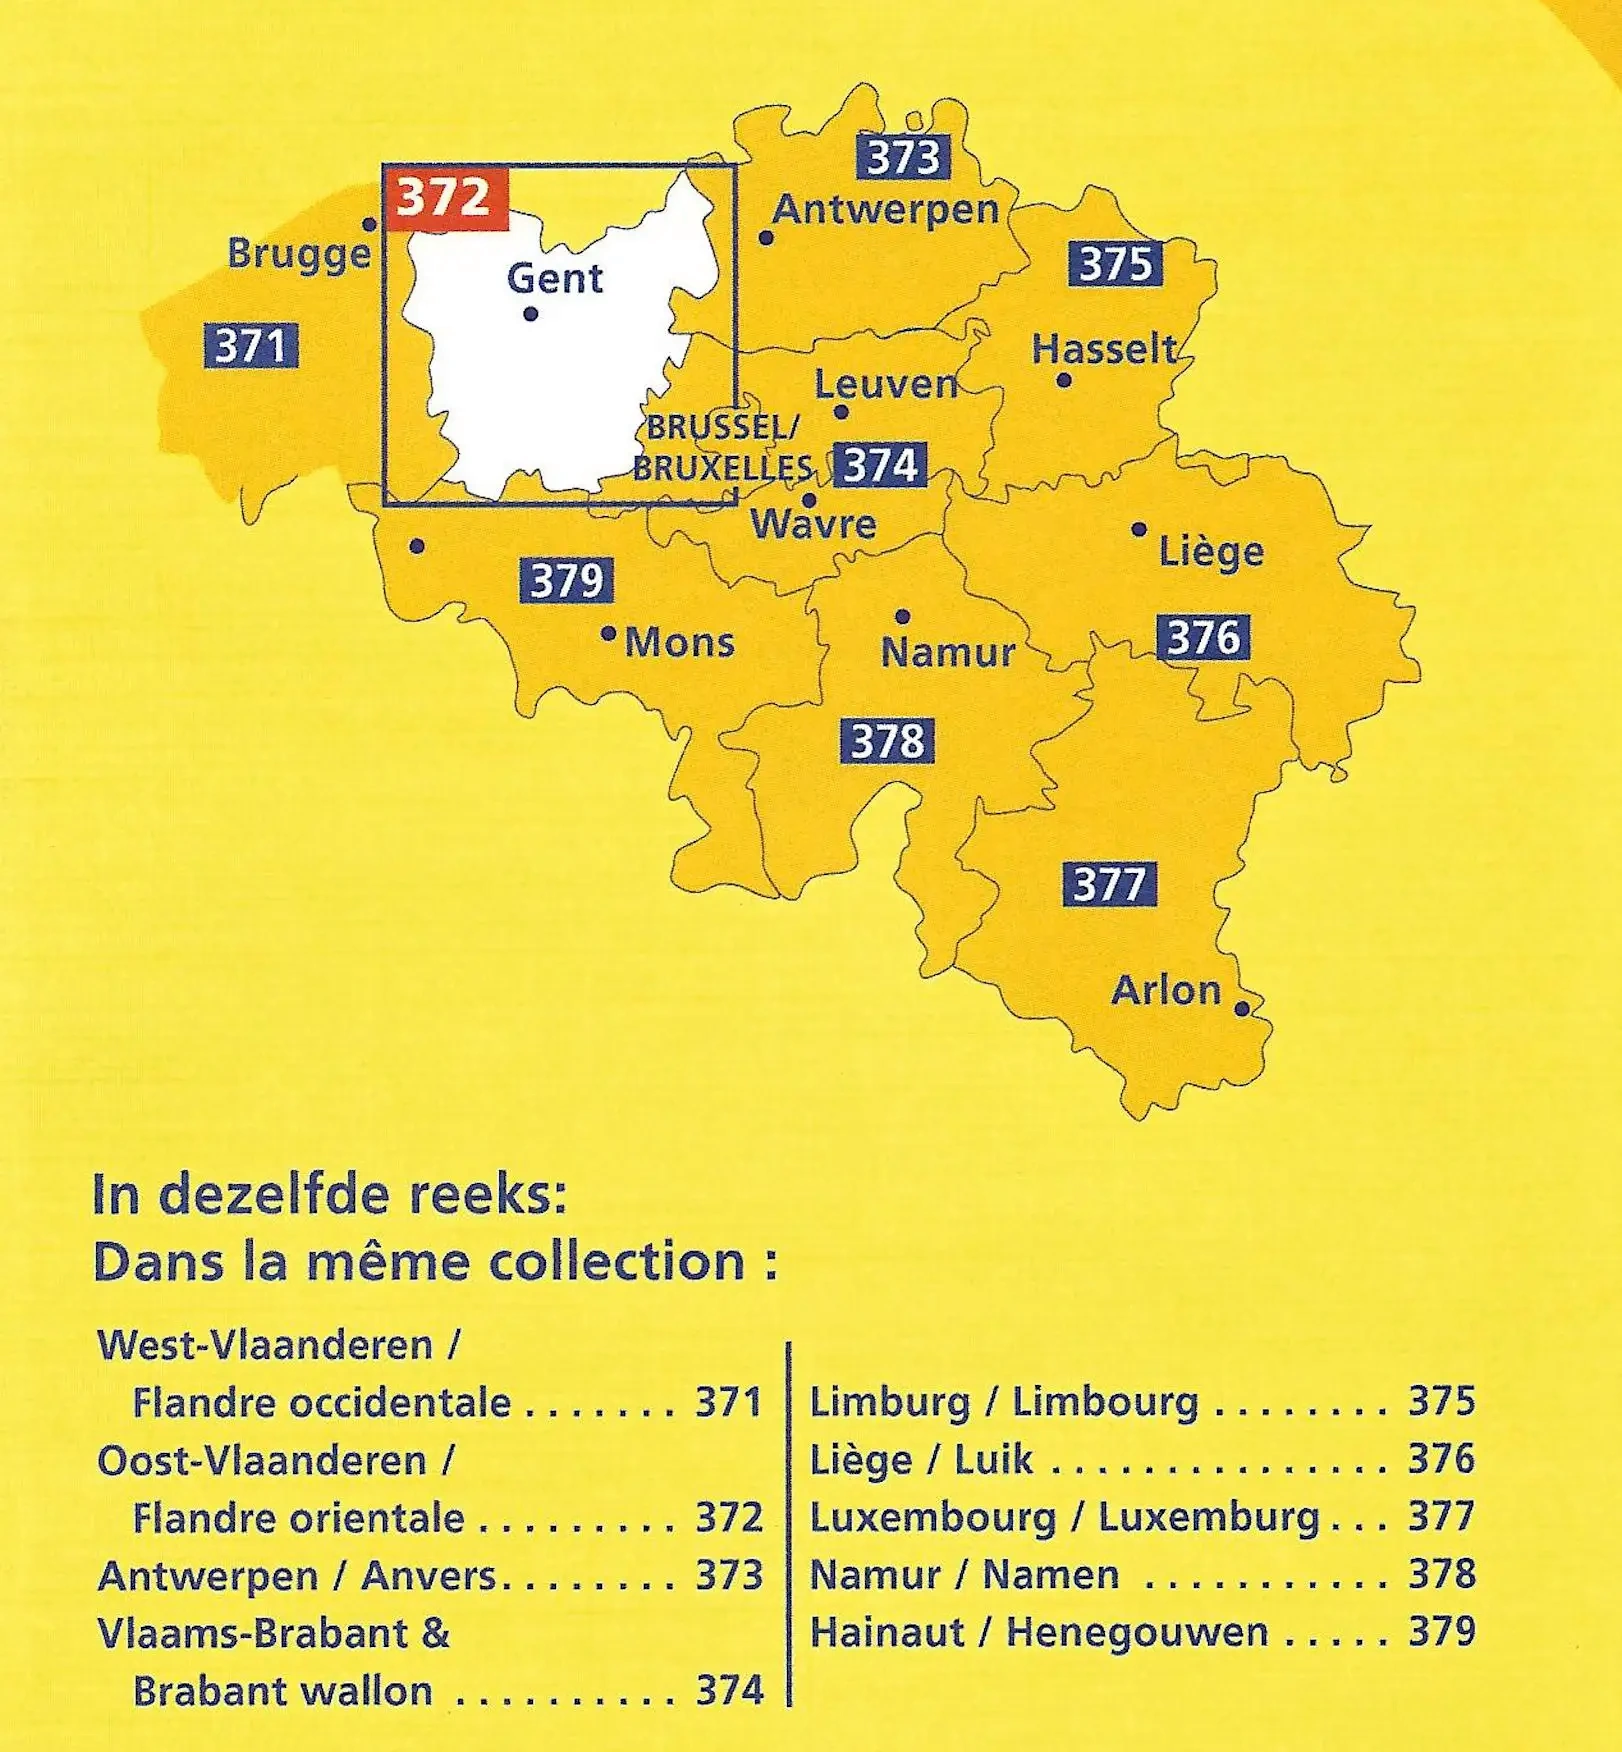 373
372
Antwerpen
Brugge
Gent
375
371
Hasselt
Leuven
BRUSSEL/
BRUXELLES
374
Wavre
Liège
379
Mons
Namur
376
378
377
Arlon
In dezelfde reeks:
Dans la même collection :
West-Vlaanderen /
Flandre occidentale ....... 371
Oost-Vlaanderen /
Flandre orientale .......... 372
Antwerpen / Anvers......... 373
Vlaams-Brabant &
Brabant wallon ........... 374
Limburg / Limbourg ......... 375
Liège / Luik ............... 376
Luxembourg / Luxemburg... 377
Namur / Namen ........... 378
Hainaut / Henegouwen ..... 379